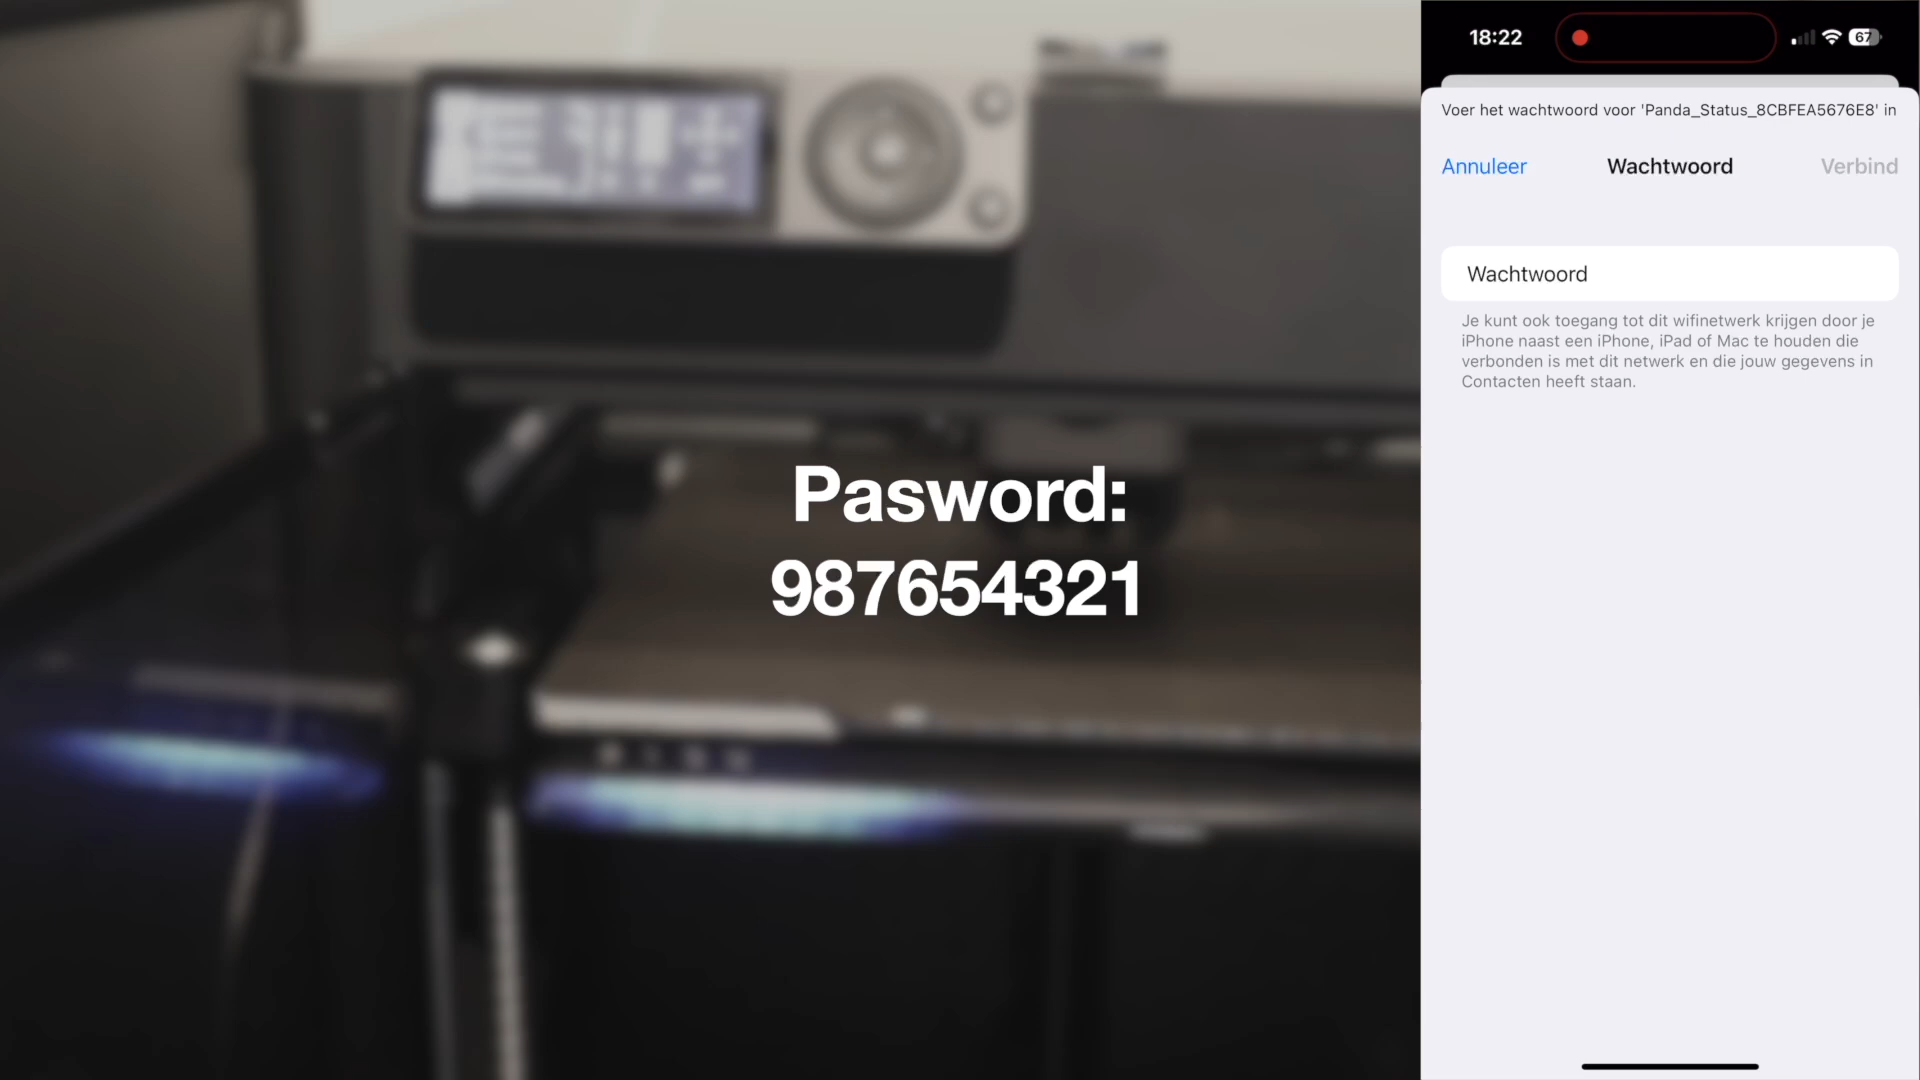 Pasword:
987654321
18:22
67
Voer het wachtwoord voor 'Panda_Status_8CBFEA5676E8' in
Annuleer
Wachtwoord
Verbind
Wachtwoord
Je kunt ook toegang tot dit wifinetwerk krijgen door je
iPhone naast een iPhone, iPad of Mac te houden die
verbonden is met dit netwerk en die jouw gegevens in
Contacten heeft staan.